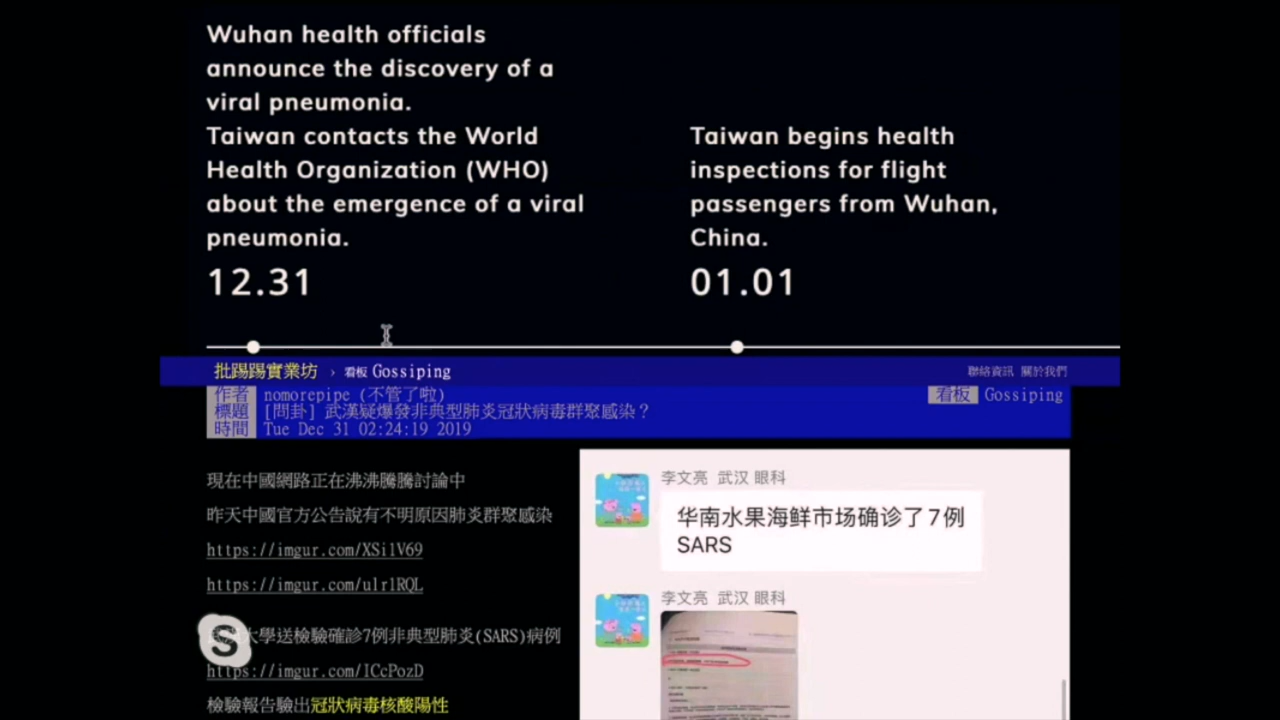 Wuhan health officials
announce the discovery of a
viral pneumonia.
Taiwan contacts the World
Health Organization (WHO)
about the emergence of a viral
pneumonia.
12.31
Taiwan begins health
inspections for flight
passengers from Wuhan,
China.
01.01
批踢踢實業坊 › 看板 Gossiping
聯絡資訊 關於我們
作者 nomorepipe (不管了啦)
看板 Gossiping
標題 [問卦] 武漢疑爆發非典型肺炎冠狀病毒群聚感染？
時間 Tue Dec 31 02:24:19 2019
現在中國網路正在沸沸騰騰討論中
昨天中國官方公告說有不明原因肺炎群聚感染
https://imgur.com/XSi1V69
https://imgur.com/u1r1RQL
大學送檢驗確診7例非典型肺炎(SARS)病例
https://imgur.com/ICcPozD
檢驗報告驗出冠狀病毒核酸陽性
李文亮 武汉 眼科
华南水果海鲜市场确诊了7例
SARS
李文亮 武汉 眼科
S